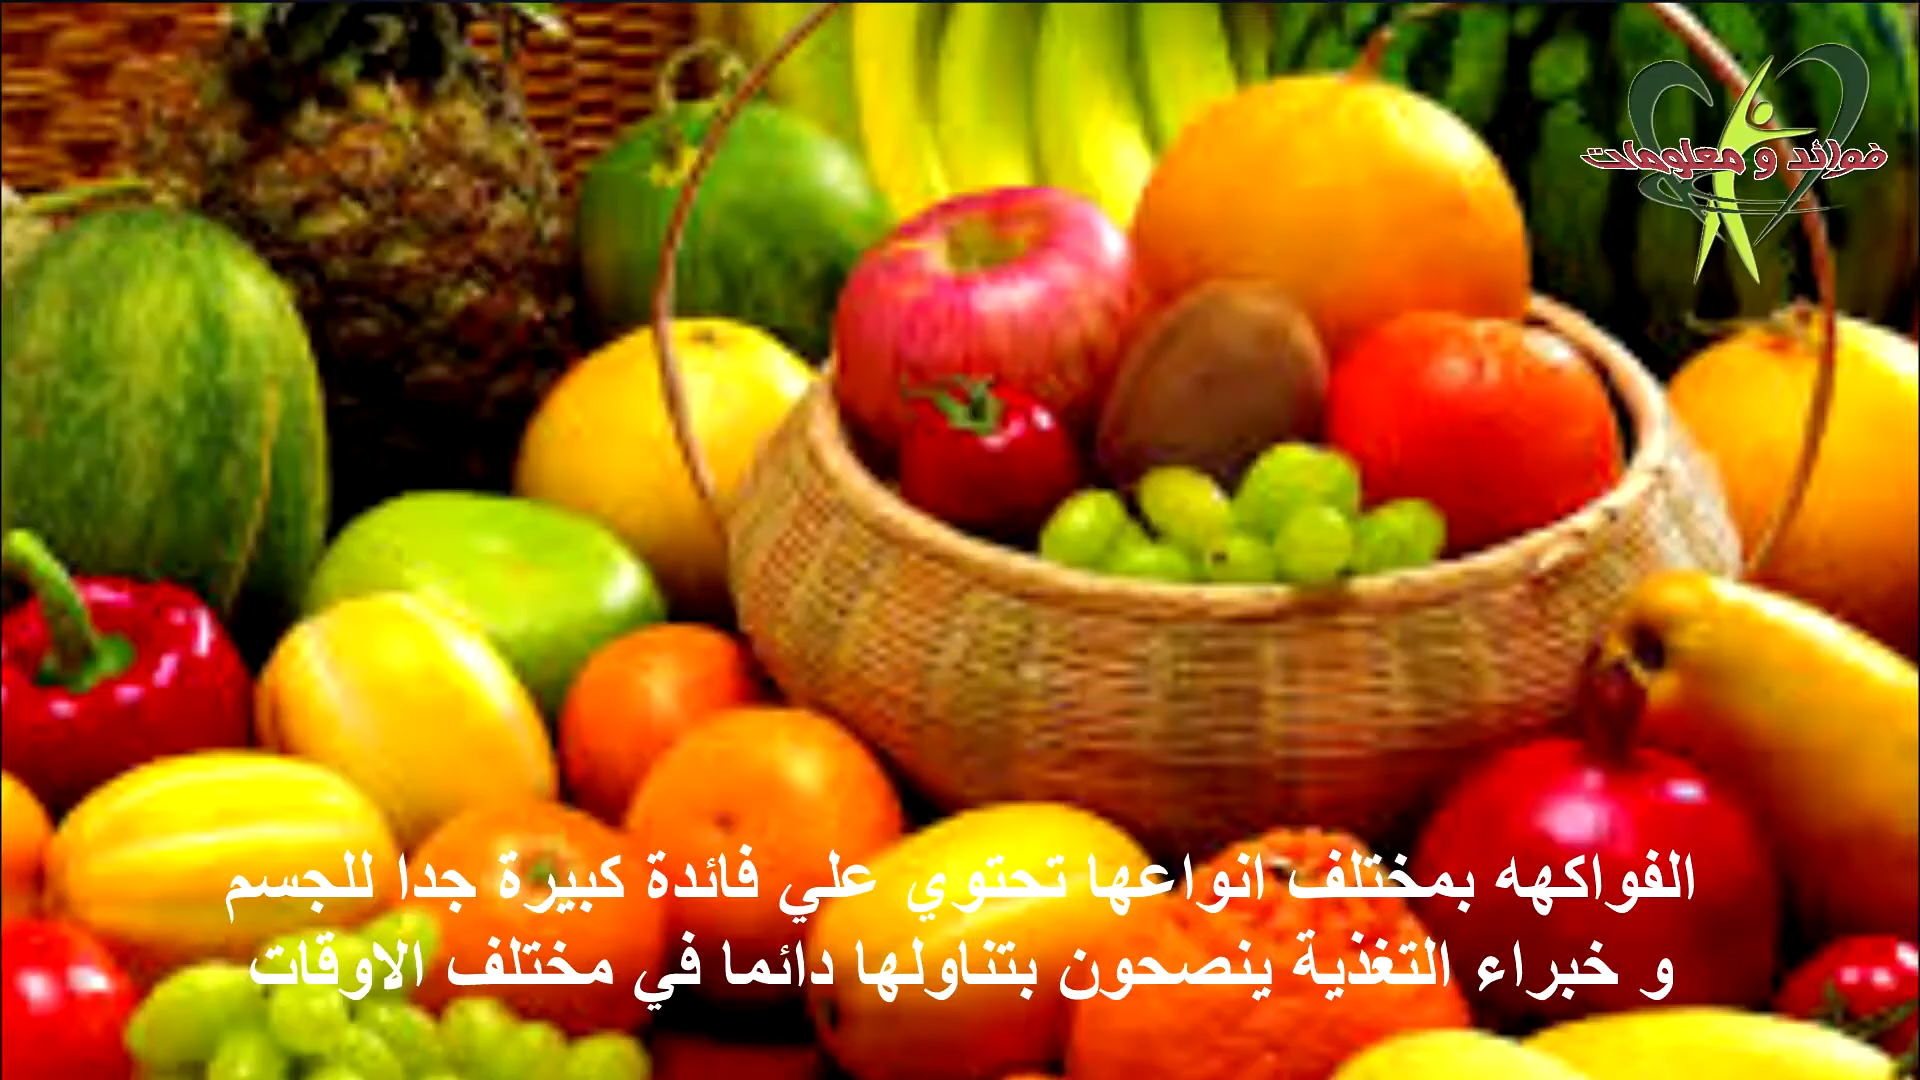 فوائد و معلومات
الفواكهه بمختلف انواعها تحتوي علي فائدة كبيرة جدا للجسم
و خبراء التغذية ينصحون بتناولها دائما في مختلف الاوقات